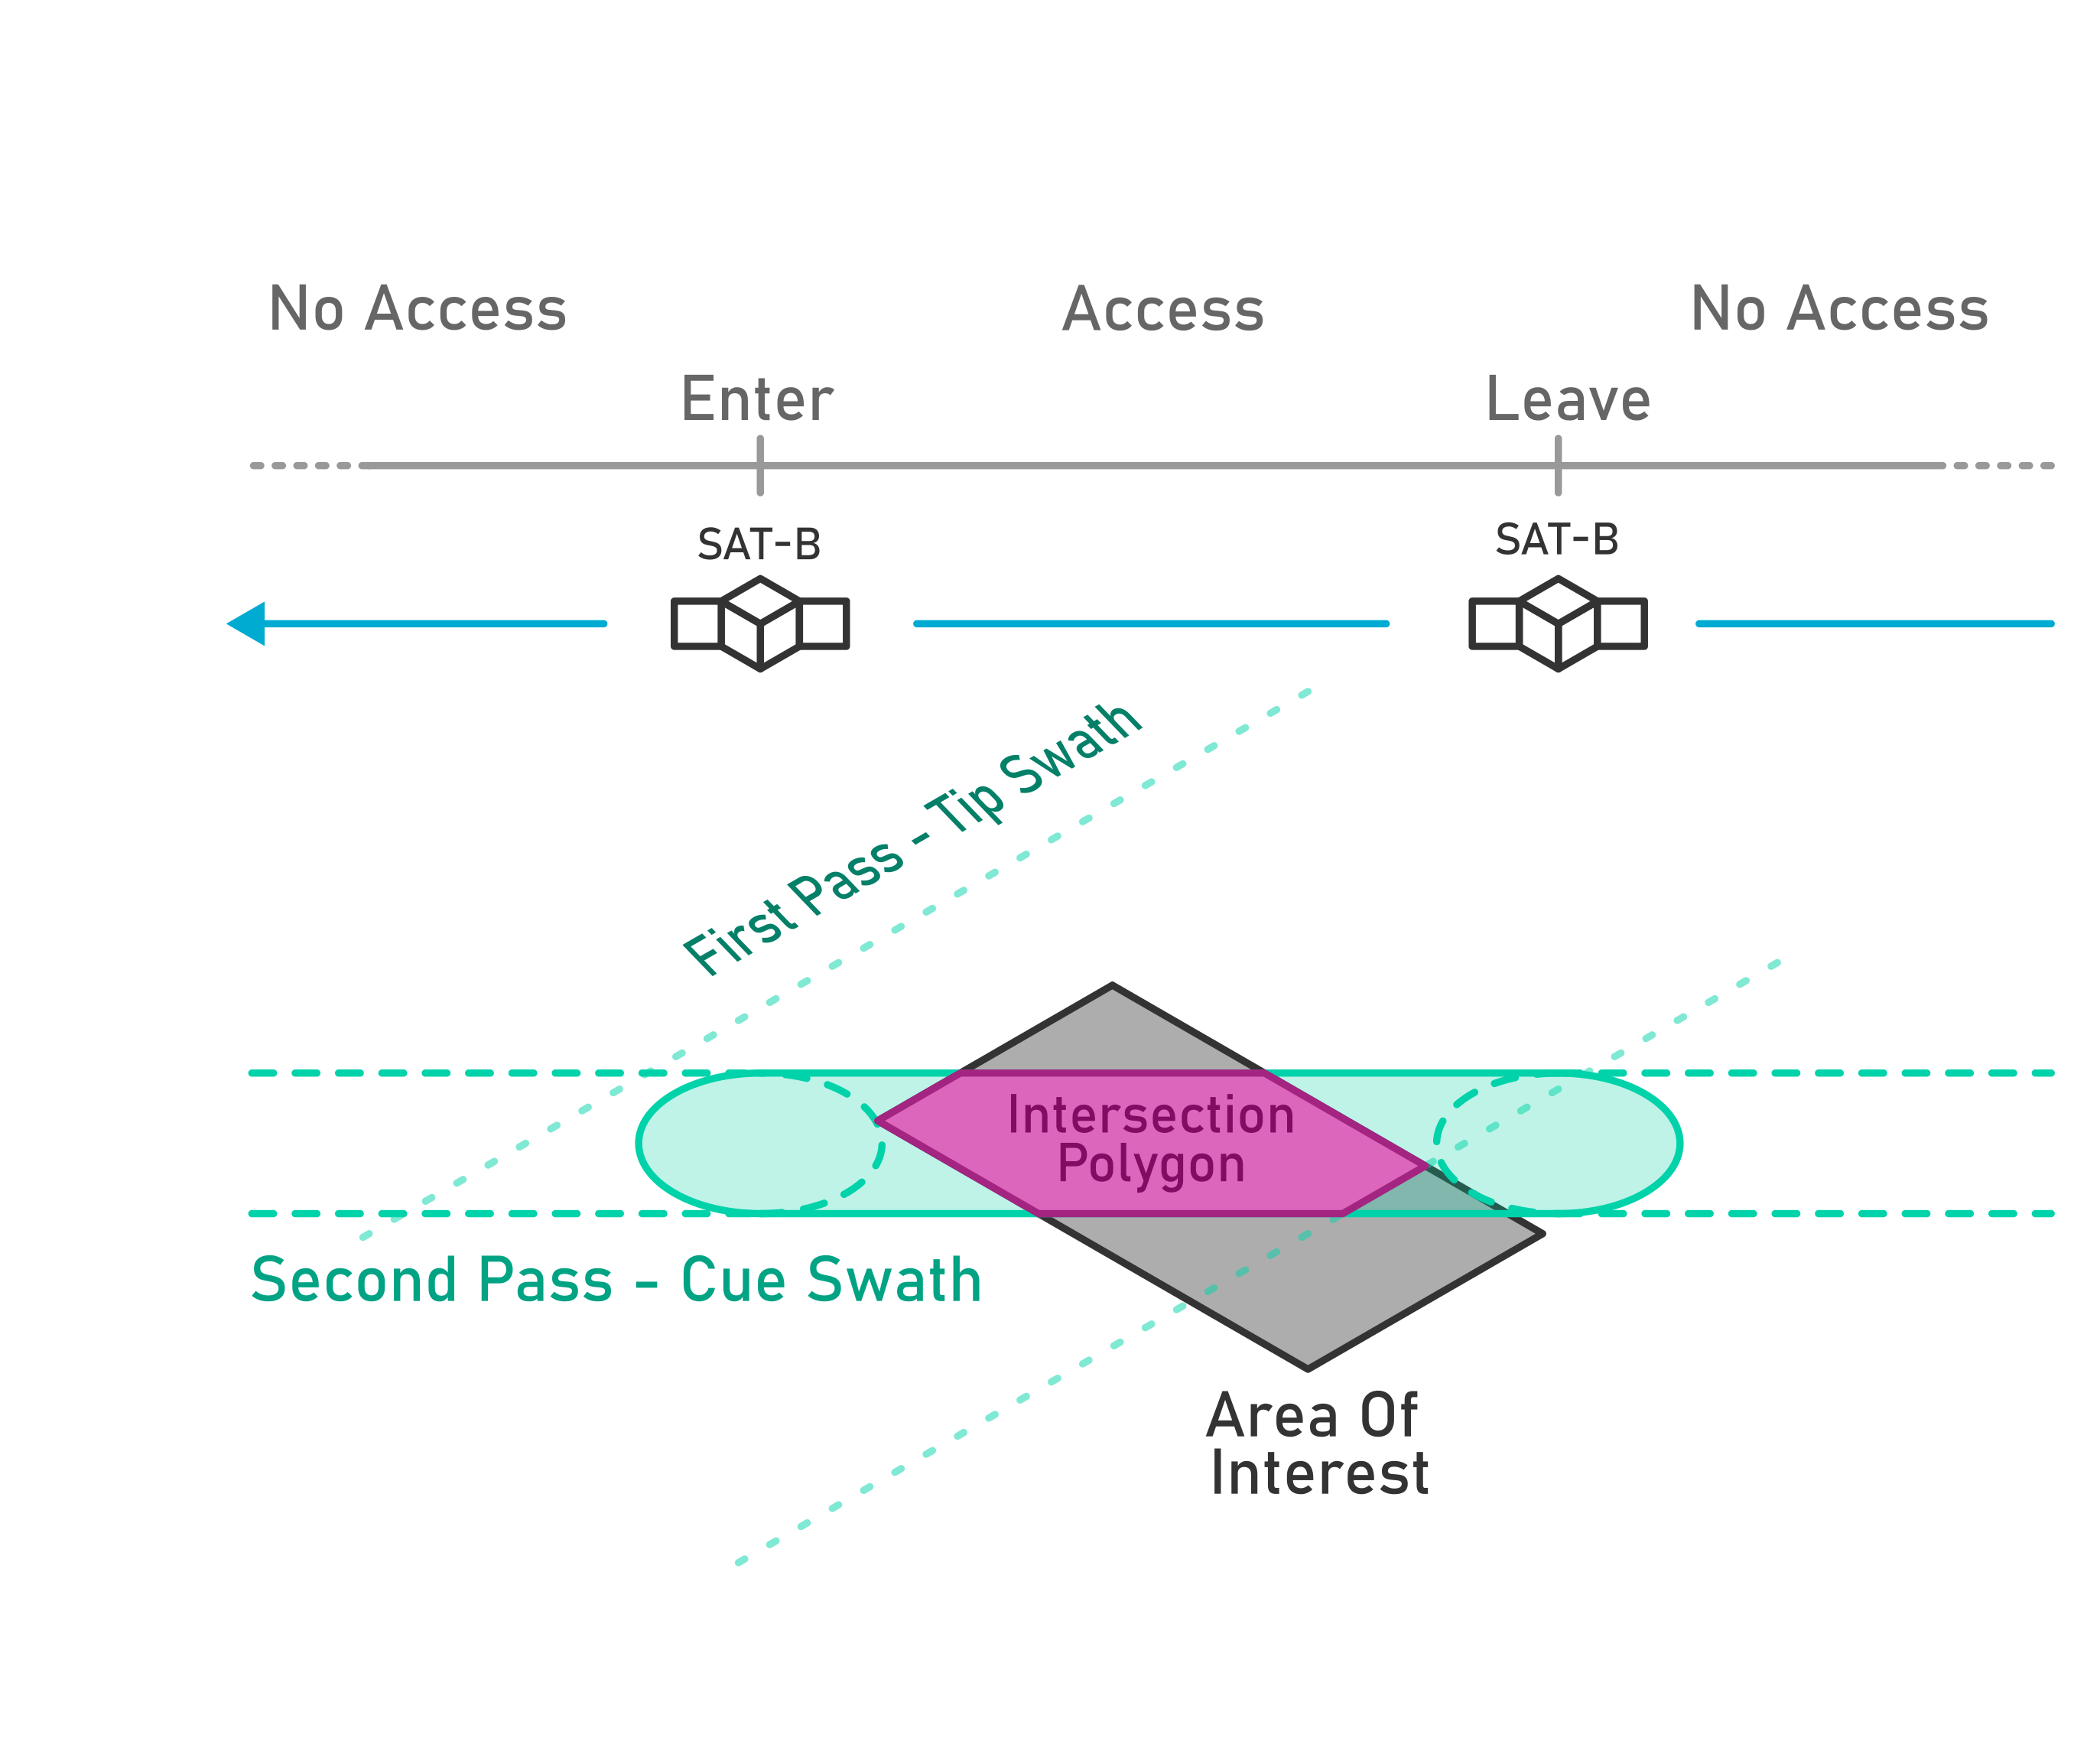 No Access
Access
No Access
Enter
Leave
SAT-B
SAT-B
First Pass - Tip Swath
Intersection
Polygon
Second Pass - Cue Swath
Area Of
Interest